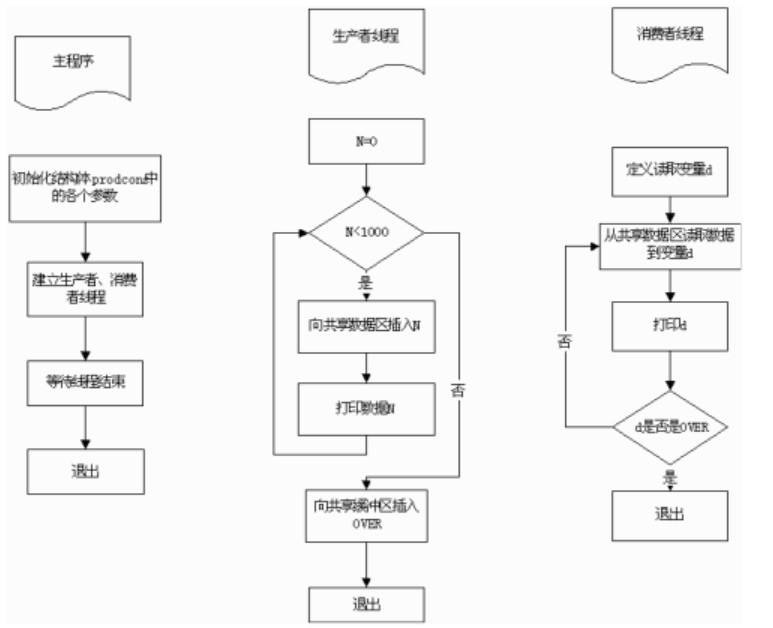 主程序
初始化结构体prodcons中
的各个参数
建立生产者、消费
者线程
等待线程结束
退出
生产者线程
N=0
N<1000
是
向共享数据区插入N
打印数据N
否
向共享缓冲区插入
OVER
退出
消费者线程
定义读取变量d
从共享数据区读取数据
到变量d
打印d
否
d是否是OVER
是
退出